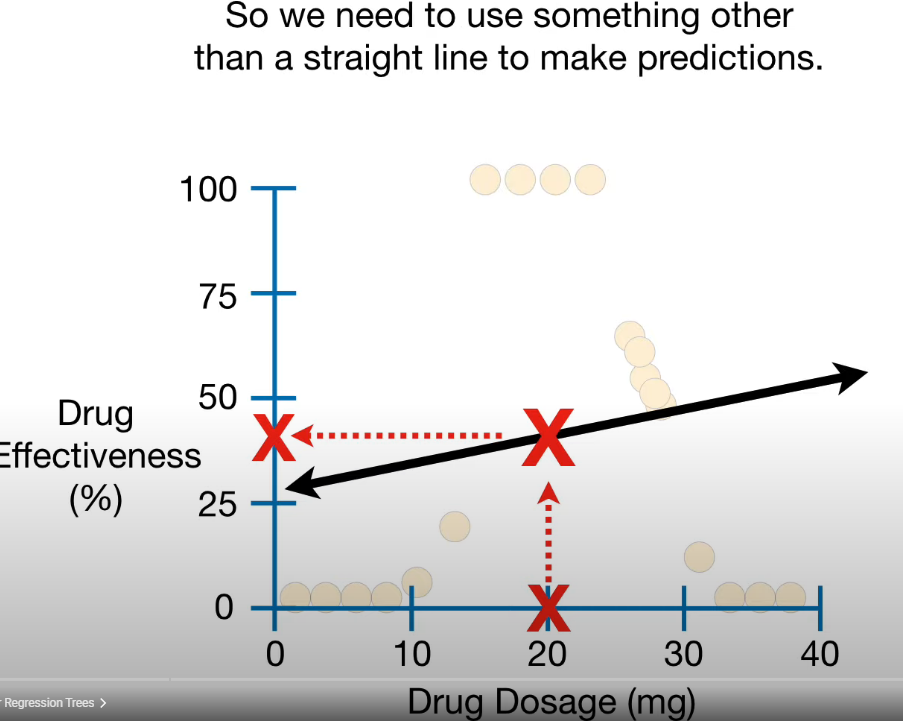 So we need to use something other
than a straight line to make predictions.
100
75
50
25
0
Drug
Effectiveness
(%)
X
X
X
0
10
20
30
40
Drug Dosage (mg)
Regression Trees >